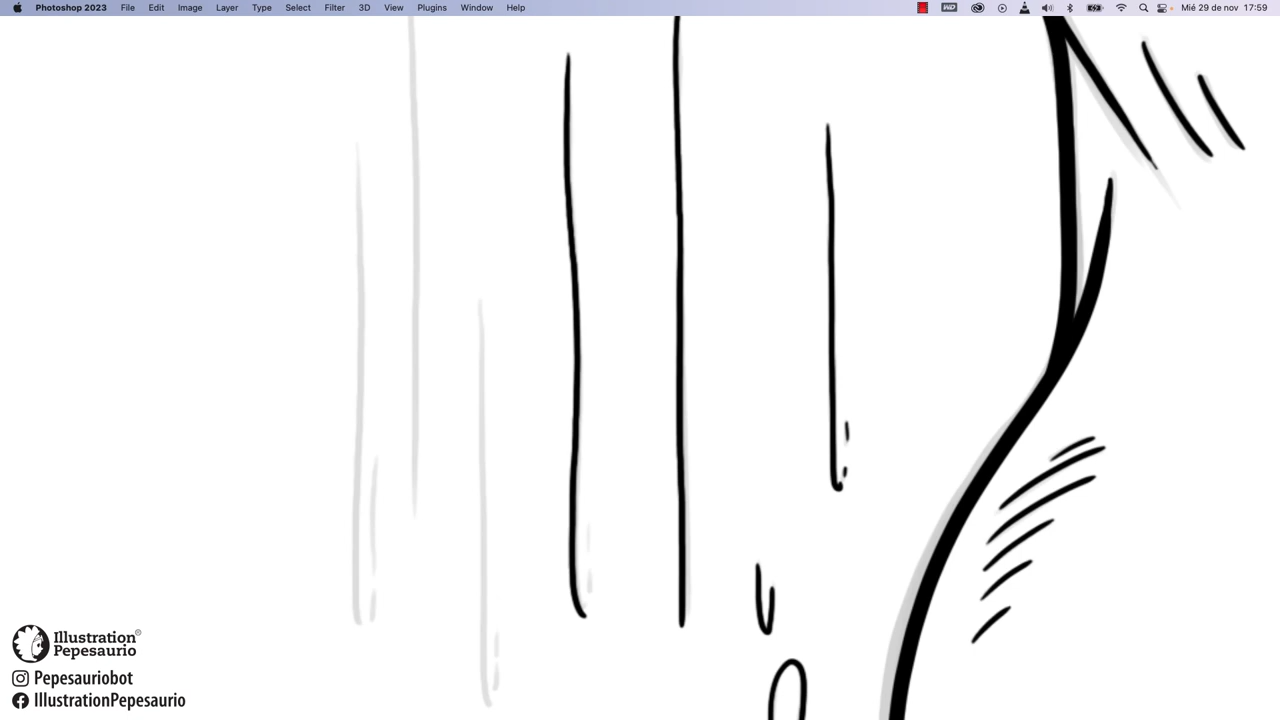 Photoshop 2023 File Edit Image Layer Type Select Filter 3D View Plugins Window Help Mié 29 de nov 17:59
Illustration®
Pepesaurio
Pepesauriobot
IllustrationPepesaurio